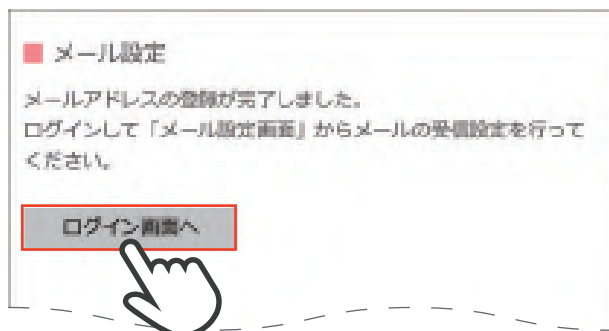 メール設定
メールアドレスの登録が完了しました。
ログインして「メール設定画面」からメールの受信設定を行って
ください。
ログイン画面へ